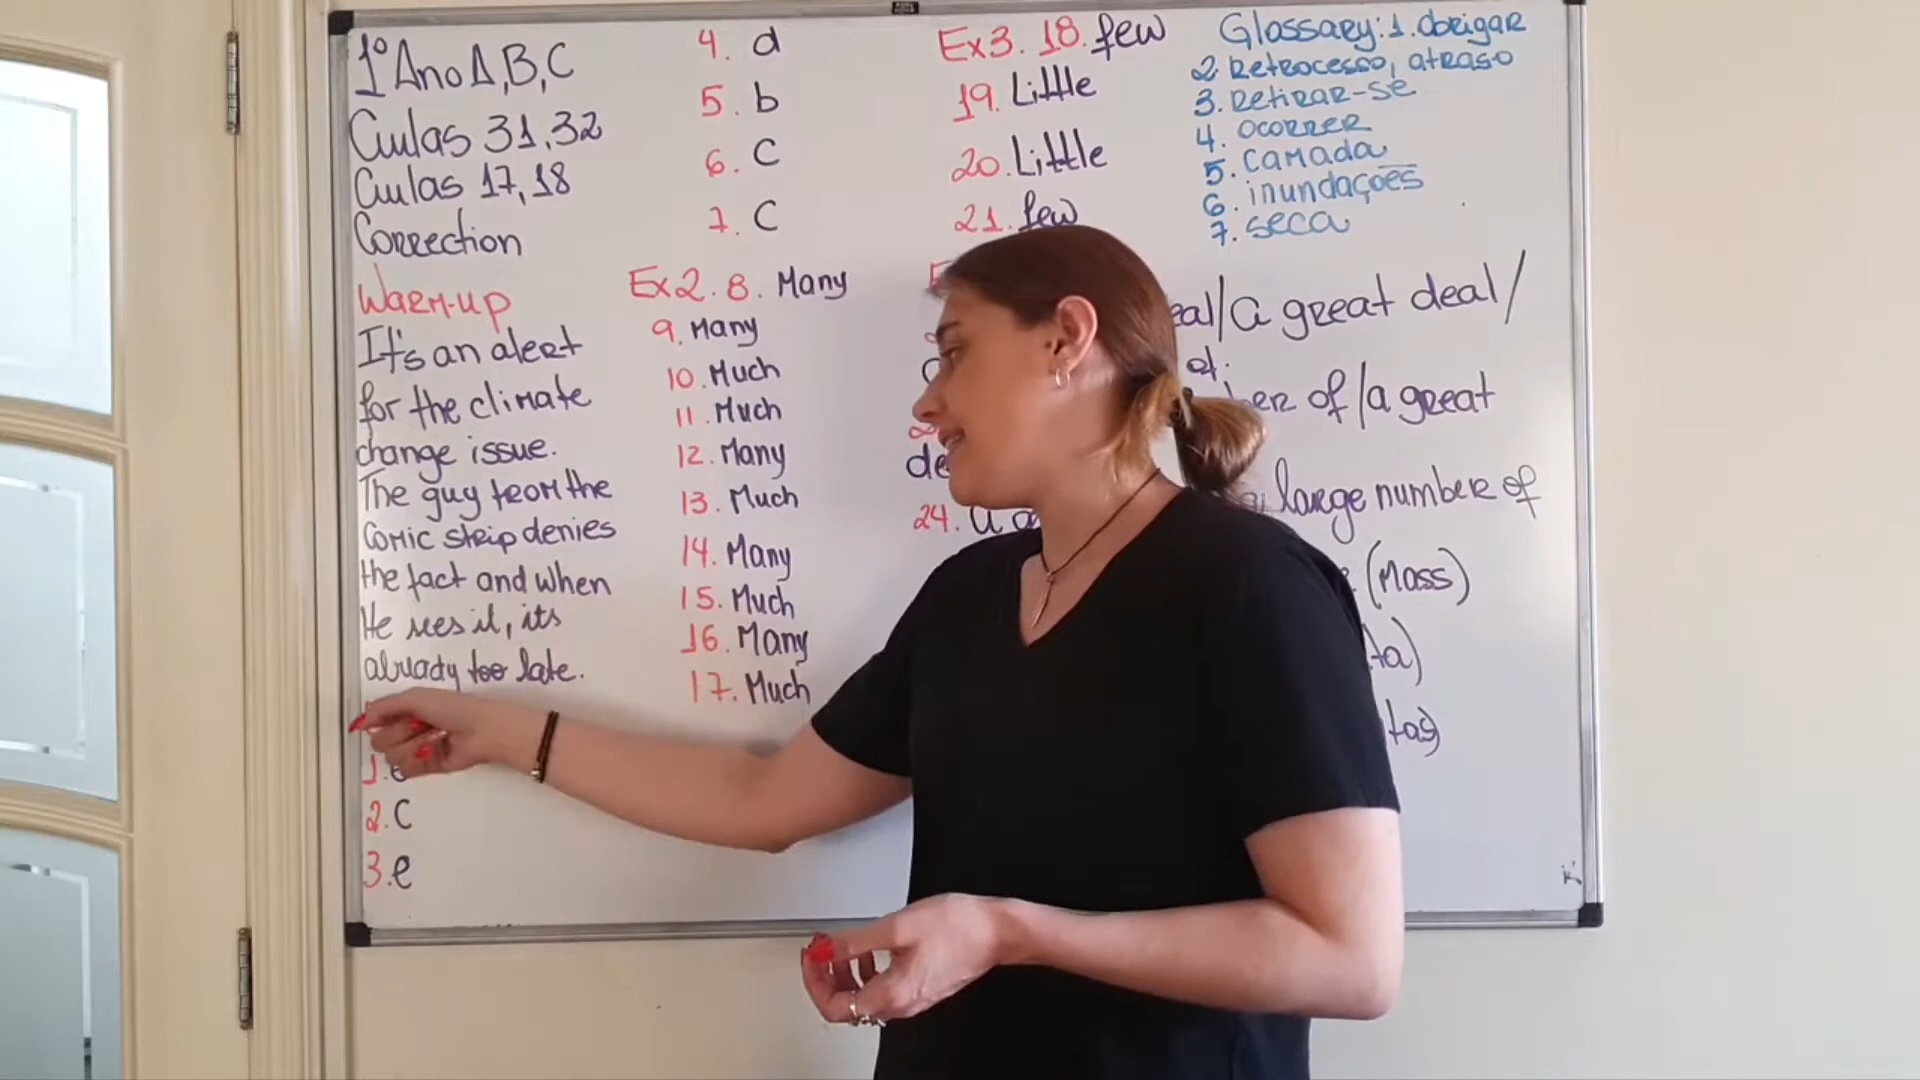 1º Ano A, B, C
Aulas 31, 32
Aulas 17, 18
Correction
Warm-up
It's an alert
for the climate
change issue.
The guy from the
Comic strip denies
the fact and when
He sees it, its
already too late.
1.
2. C
3. e
4. d
5. b
6. C
7. C
Ex2. 8. Many
9. Many
10. Much
11. Much
12. Many
13. Much
14. Many
15. Much
16. Many
17. Much
Ex3. 18. few
19. Little
20. Little
21. few
eal/A great deal/
of.
ber of/a great
de
large number of
24. A
(Mass)
Glossary: 1. obrigar
2. Retrocesso, atraso
3. Retirar-se
4. ocorrer
5. camada
6. inundações
7. seca